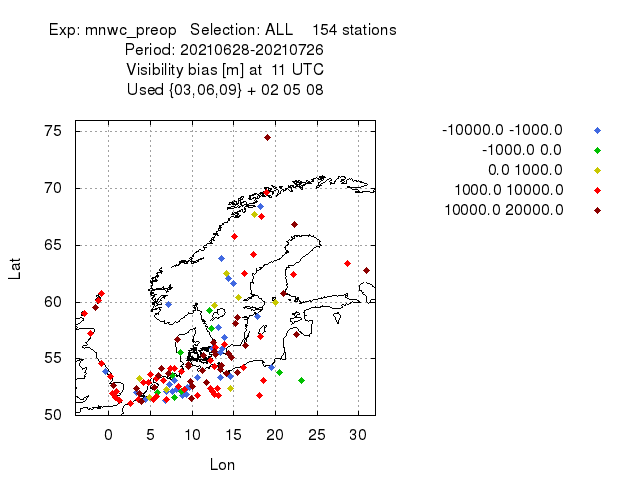 Exp: mnwc_preop Selection: ALL 154 stations
Period: 20210628-20210726
Visibility bias [m] at 11 UTC
Used {03,06,09} + 02 05 08
-10000.0 -1000.0
-1000.0 0.0
0.0 1000.0
1000.0 10000.0
10000.0 20000.0
75
70
65
60
55
50
Lat
0 5 10 15 20 25 30
Lon